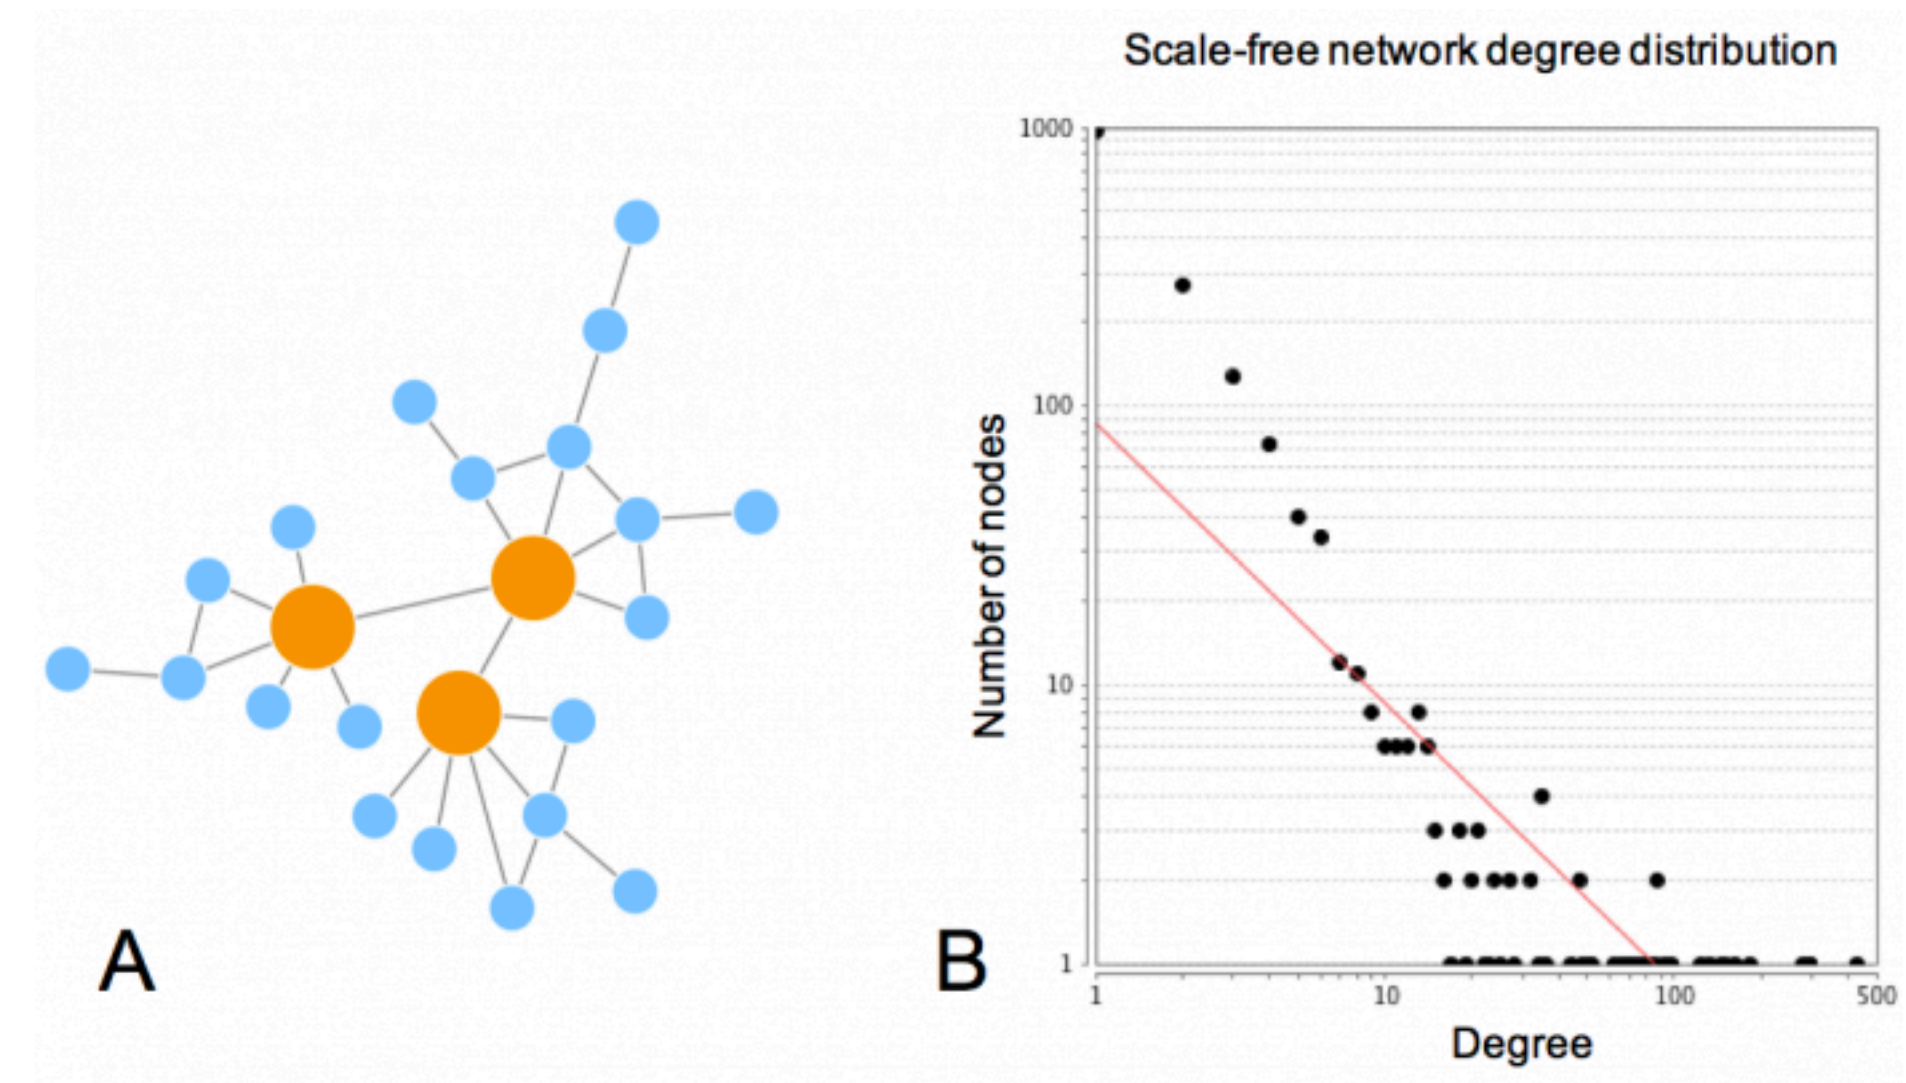 A
Scale-free network degree distribution
Number of nodes
1000
100
10
1
1 10 100 500
Degree
B